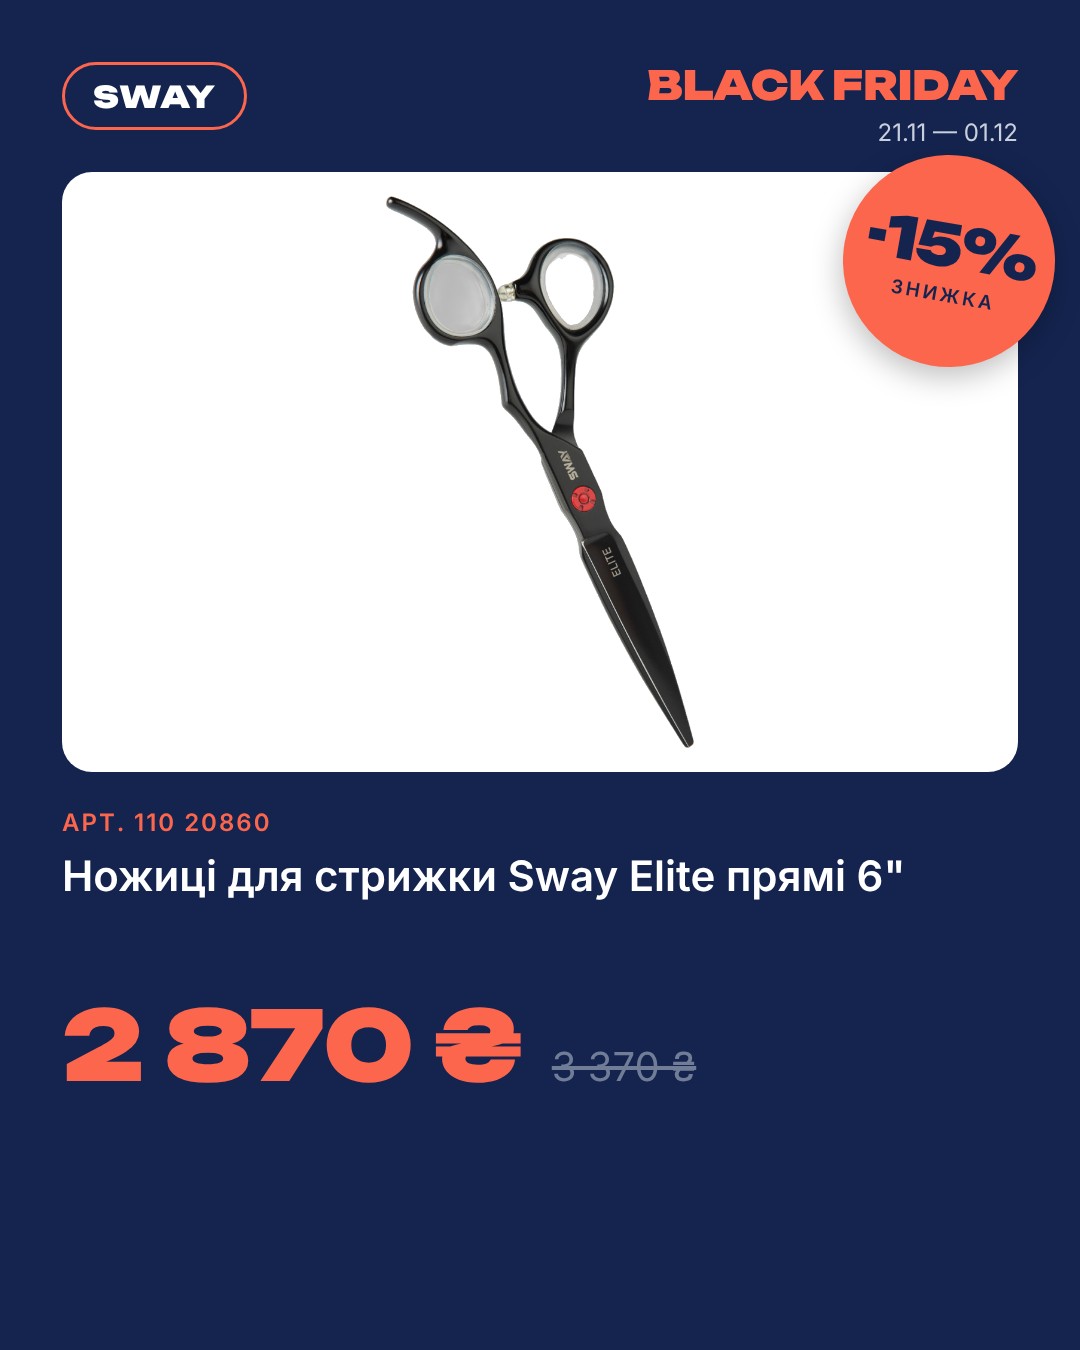 SWAY
BLACK FRIDAY
21.11 — 01.12
-15%
ЗНИЖКА
SWAY
ELITE
АРТ. 110 20860
Ножиці для стрижки Sway Elite прямі 6"
2 870 ₴
3 370 ₴